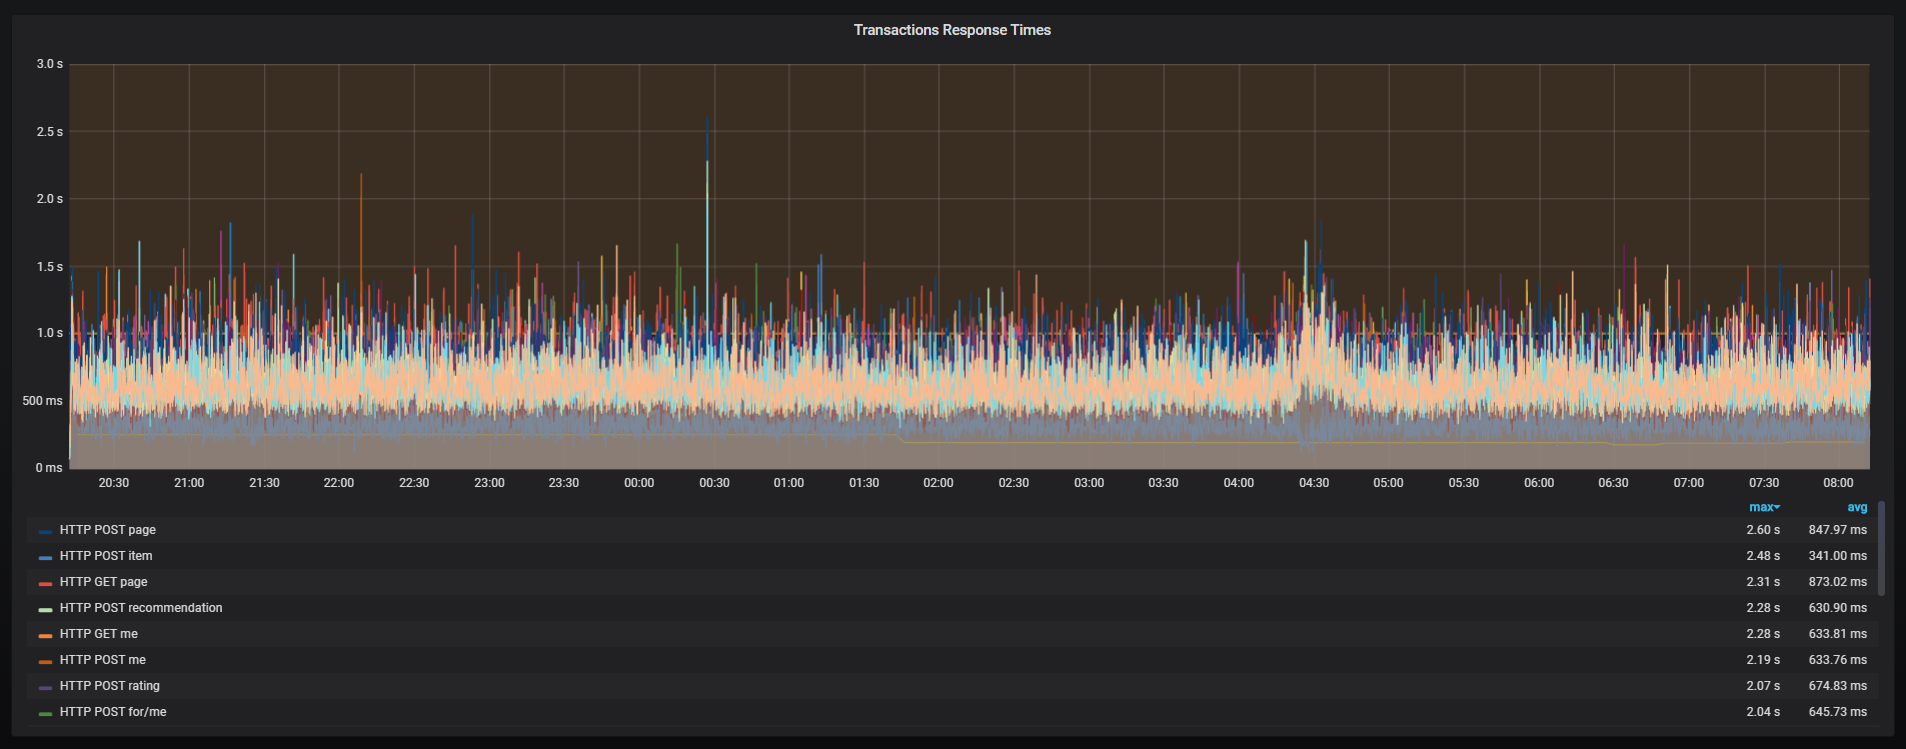 Transactions Response Times
3.0 s
2.5 s
2.0 s
1.5 s
1.0 s
500 ms
0 ms
20:30 21:00 21:30 22:00 22:30 23:00 23:30 00:00 00:30 01:00 01:30 02:00 02:30 03:00 03:30 04:00 04:30 05:00 05:30 06:00 06:30 07:00 07:30 08:00
max avg
HTTP POST page 2.60 s 847.97 ms
HTTP POST item 2.48 s 341.00 ms
HTTP GET page 2.31 s 873.02 ms
HTTP POST recommendation 2.28 s 630.90 ms
HTTP GET me 2.28 s 633.81 ms
HTTP POST me 2.19 s 633.76 ms
HTTP POST rating 2.07 s 674.83 ms
HTTP POST for/me 2.04 s 645.73 ms